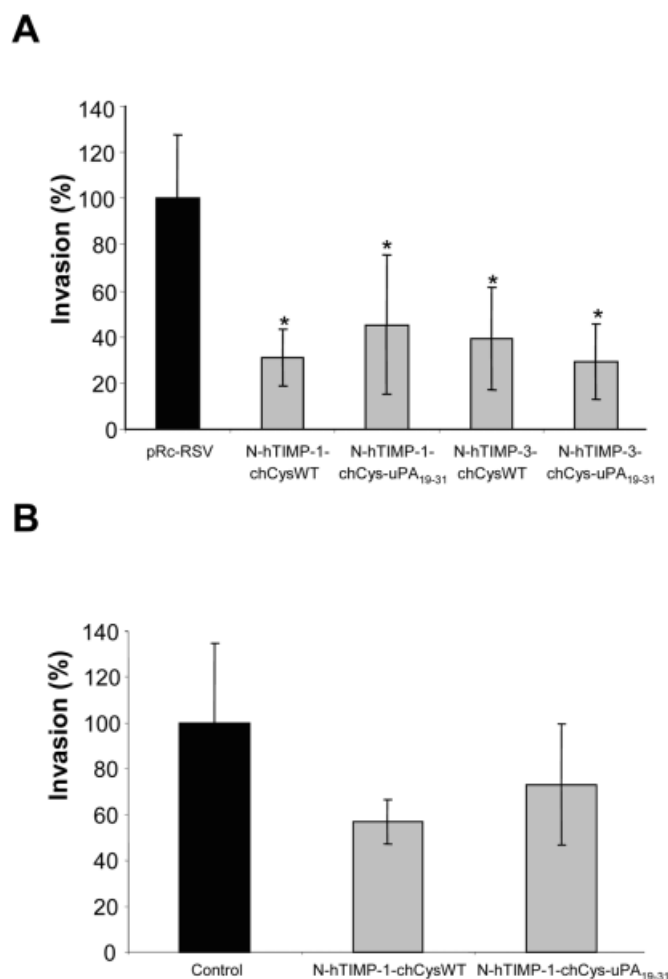 A
Invasion (%)
140
120
100
80
60
40
20
0
* * * *
pRc-RSV N-hTIMP-1- N-hTIMP-1- N-hTIMP-3- N-hTIMP-3-
chCysWT chCys-uPA₁₉₋₃₁ chCysWT chCys-uPA₁₉₋₃₁
B
Invasion (%)
140
120
100
80
60
40
20
0
Control N-hTIMP-1-chCysWT N-hTIMP-1-chCys-uPA₁₉₋₃₁